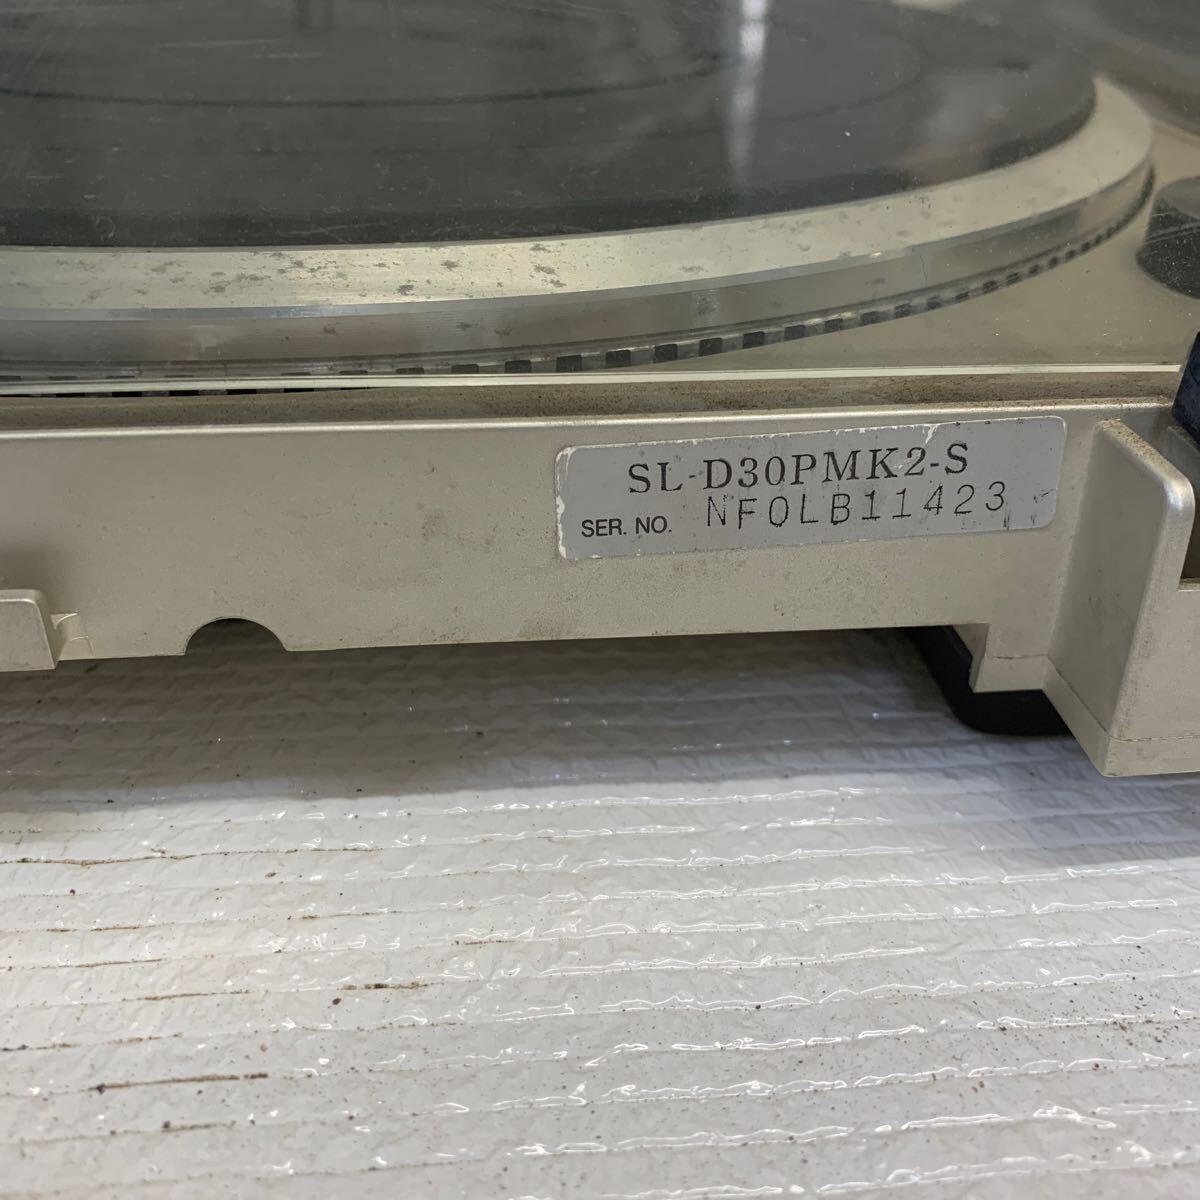 SL-D30PMK2-S
SER. NO. NF0LB11423